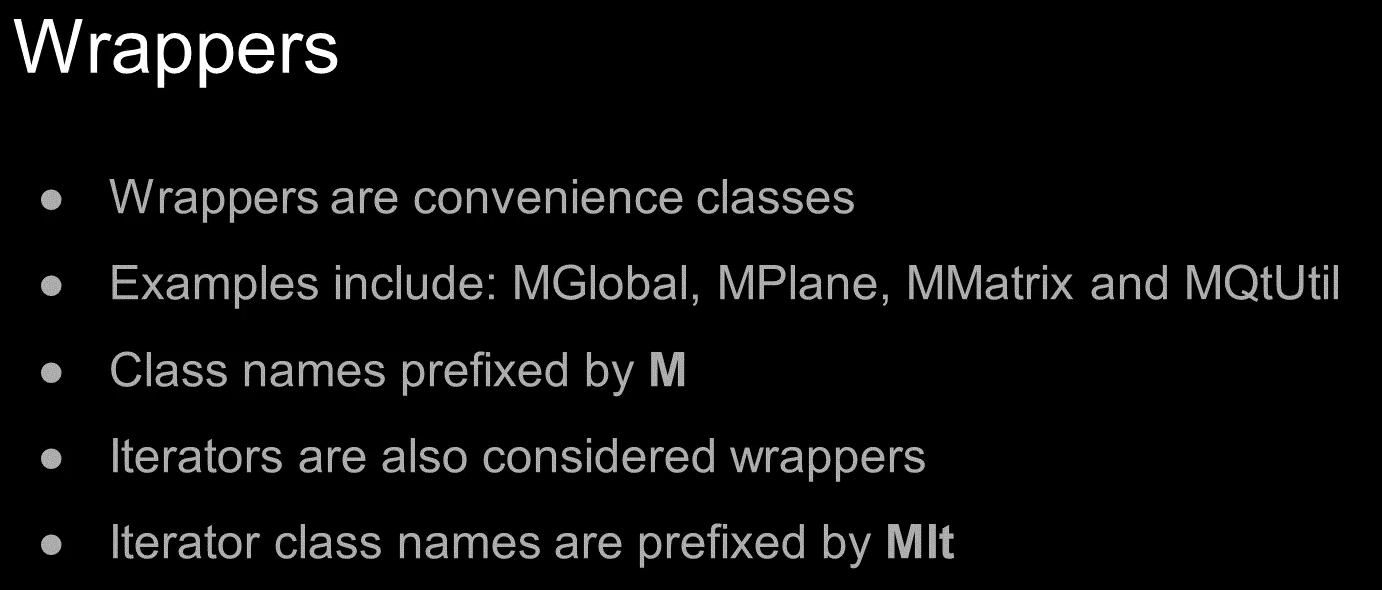 Wrappers
● Wrappers are convenience classes
● Examples include: MGlobal, MPlane, MMatrix and MQtUtil
● Class names prefixed by M
● Iterators are also considered wrappers
● Iterator class names are prefixed by MIt